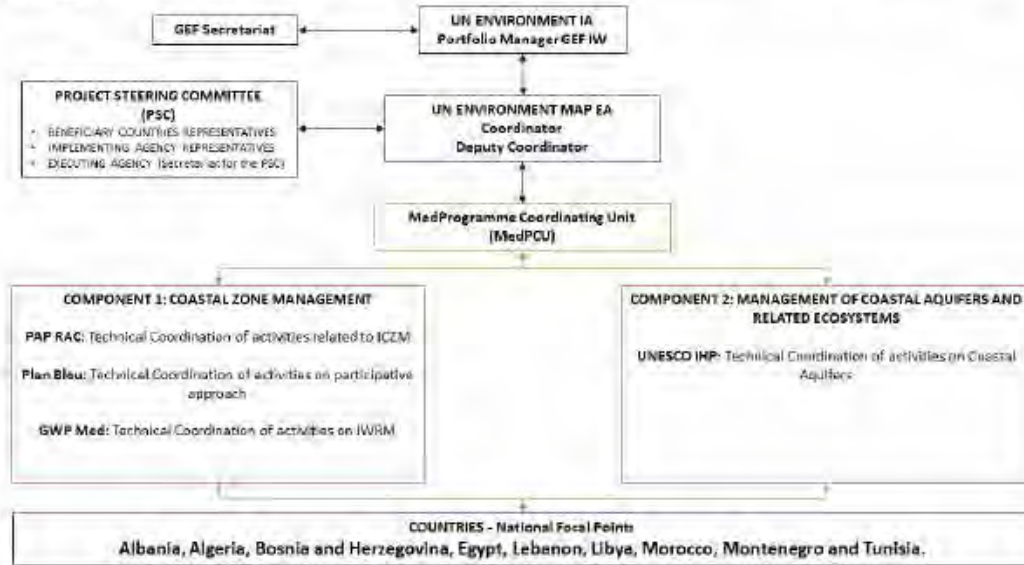 GEF Secretariat
UN ENVIRONMENT IA
Portfolio Manager GEF IW
PROJECT STEERING COMMITTEE
(PSC)
• BENEFICIARY COUNTRIES REPRESENTATIVES
• IMPLEMENTING AGENCY REPRESENTATIVES
• EXECUTING AGENCY (Secretariat for the PSC)
UN ENVIRONMENT MAP EA
Coordinator
Deputy Coordinator
MedProgramme Coordinating Unit
(MedPCU)
COMPONENT 1: COASTAL ZONE MANAGEMENT
PAP RAC: Technical Coordination of activities related to ICZM
Plan Bleu: Technical Coordination of activities on participative
approach
GWP Med: Technical Coordination of activities on IWRM
COMPONENT 2: MANAGEMENT OF COASTAL AQUIFERS AND
RELATED ECOSYSTEMS
UNESCO IHP: Technical Coordination of activities on Coastal
Aquifers
COUNTRIES - National Focal Points
Albania, Algeria, Bosnia and Herzegovina, Egypt, Lebanon, Libya, Morocco, Montenegro and Tunisia.